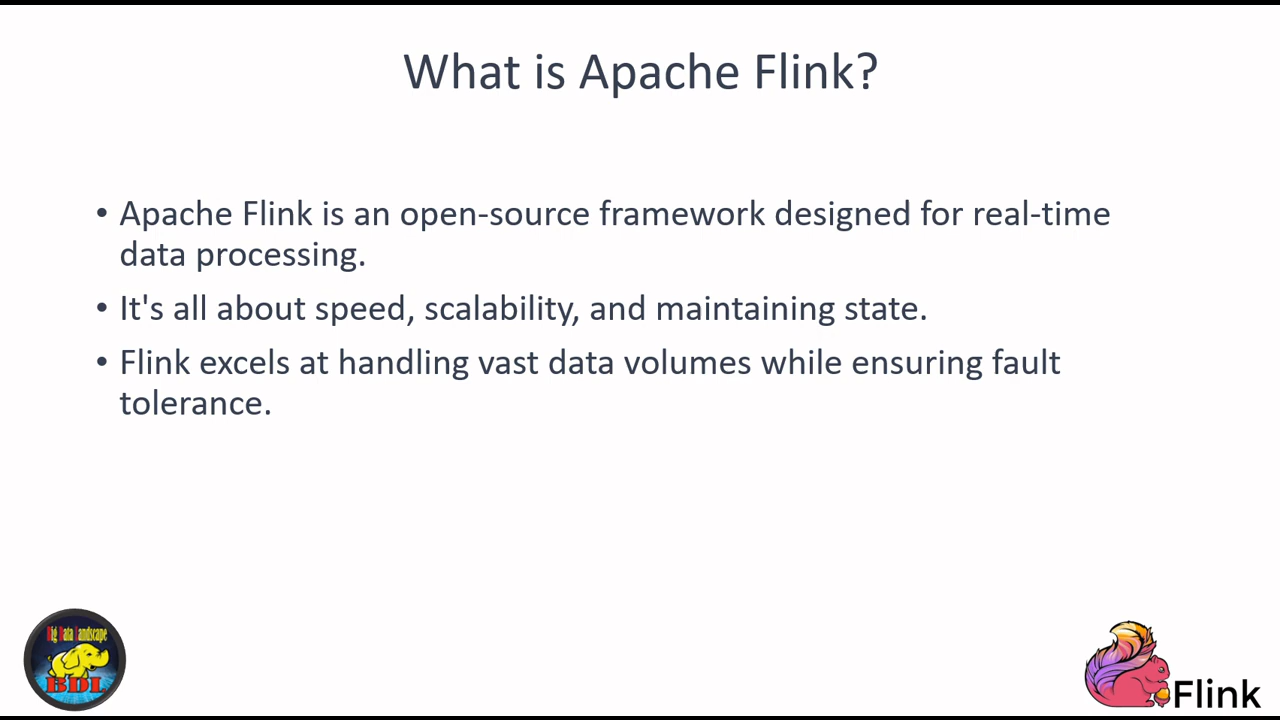 What is Apache Flink?
• Apache Flink is an open-source framework designed for real-time
data processing.
• It's all about speed, scalability, and maintaining state.
• Flink excels at handling vast data volumes while ensuring fault
tolerance.
Big Data Landscape
BDL
Flink